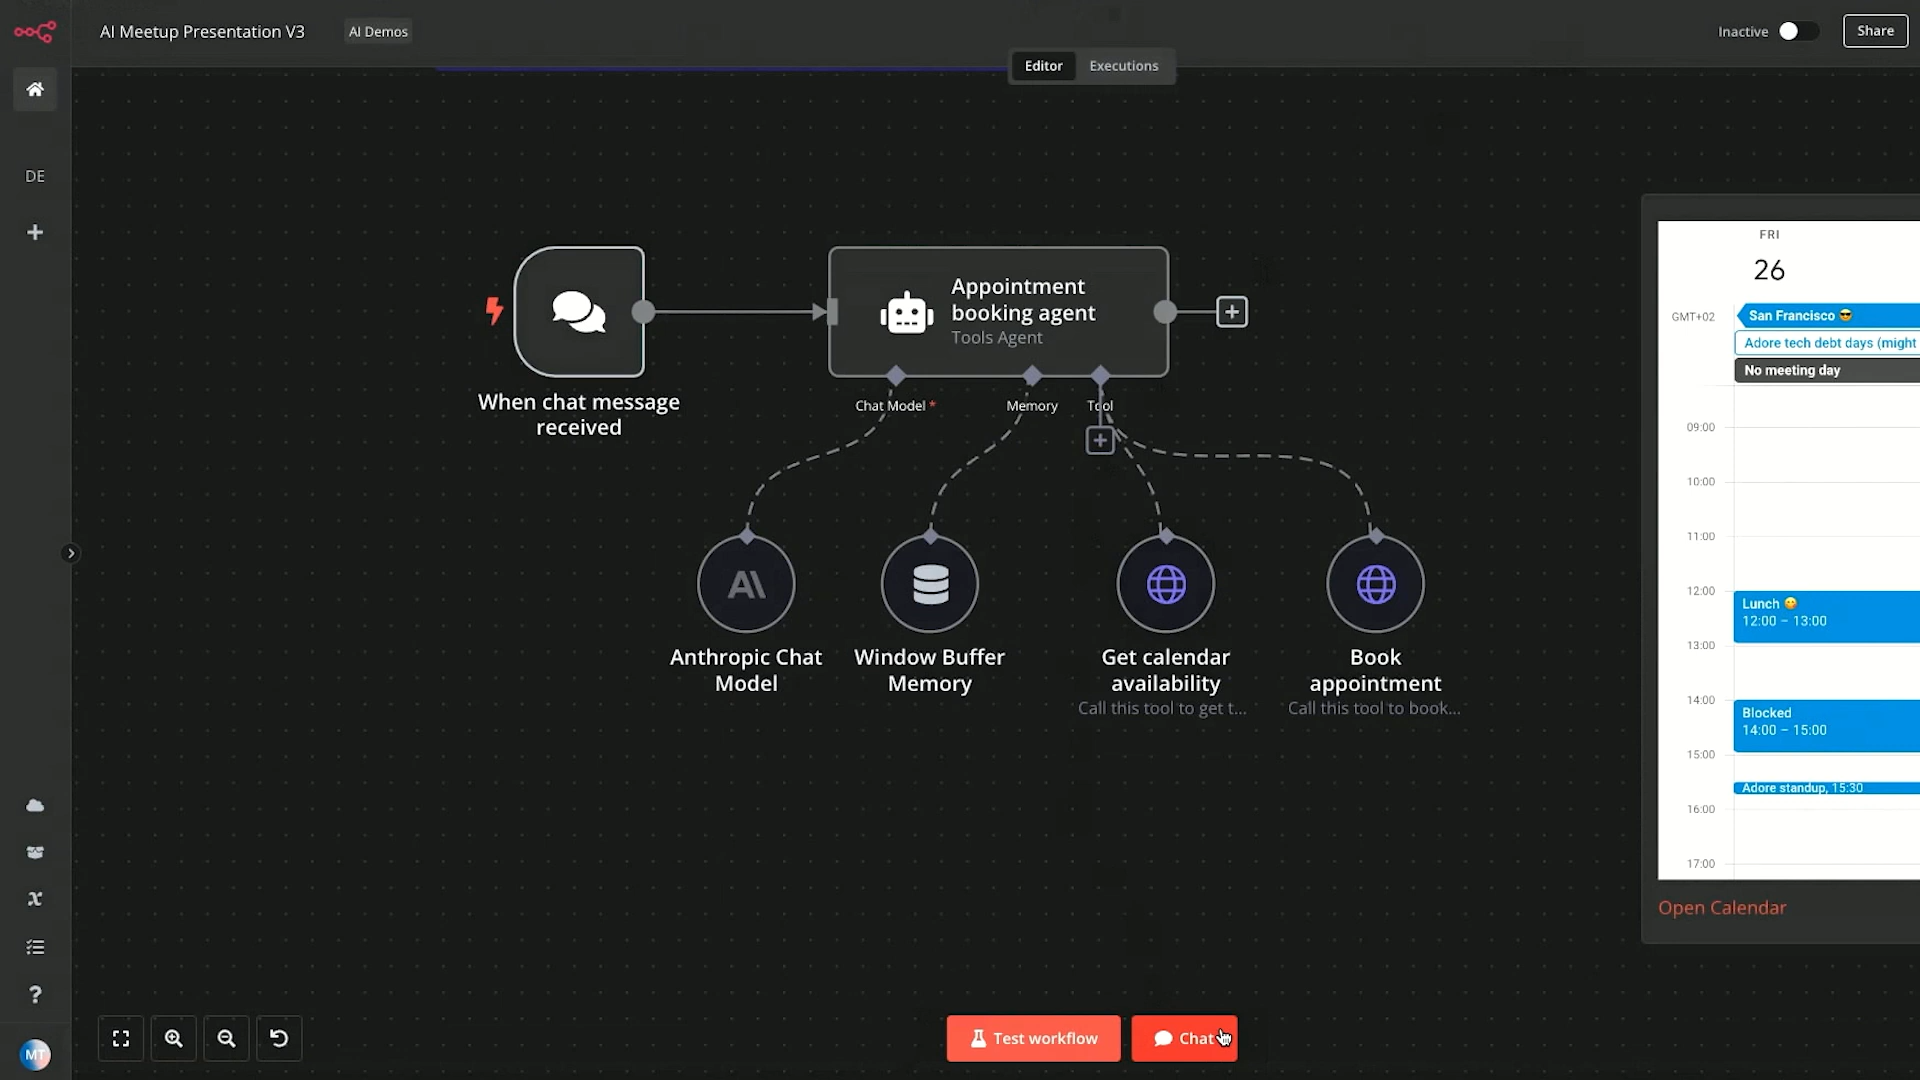 AI Meetup Presentation V3
AI Demos
Inactive
Share
Editor
Executions
DE
FRI
26
Appointment
booking agent
Tools Agent
GMT+02
San Francisco 😎
Adore tech debt days (might
No meeting day
When chat message
received
Chat Model *
Memory
Tool
09:00
10:00
11:00
12:00
Lunch 😋
12:00 – 13:00
13:00
Anthropic Chat
Model
Window Buffer
Memory
Get calendar
availability
Call this tool to get t...
Book
appointment
Call this tool to book...
14:00
Blocked
14:00 – 15:00
15:00
Adore standup, 15:30
16:00
17:00
Open Calendar
Test workflow
Chat
MT